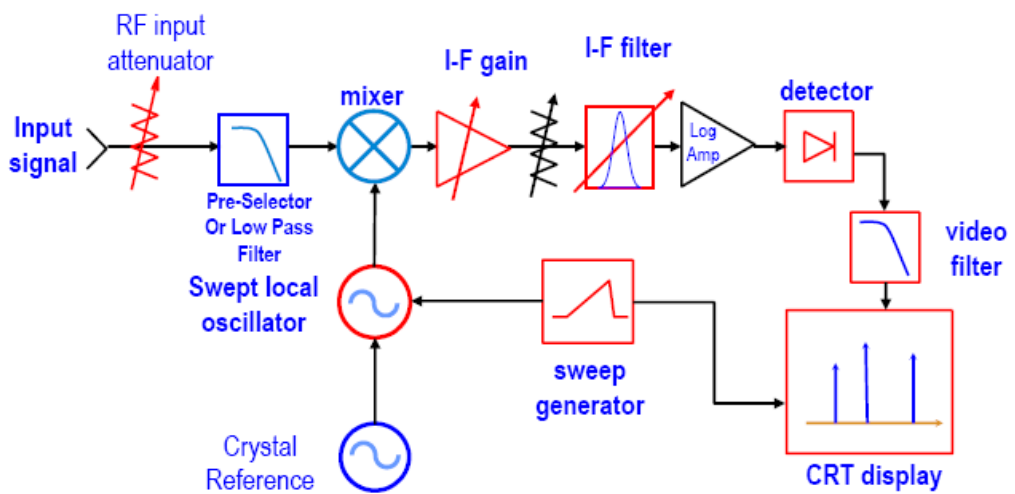 RF input
attenuator
I-F gain
I-F filter
mixer
detector
Input
signal
Log
Amp
Pre-Selector
Or Low Pass
Filter
video
filter
Swept local
oscillator
sweep
generator
Crystal
Reference
CRT display